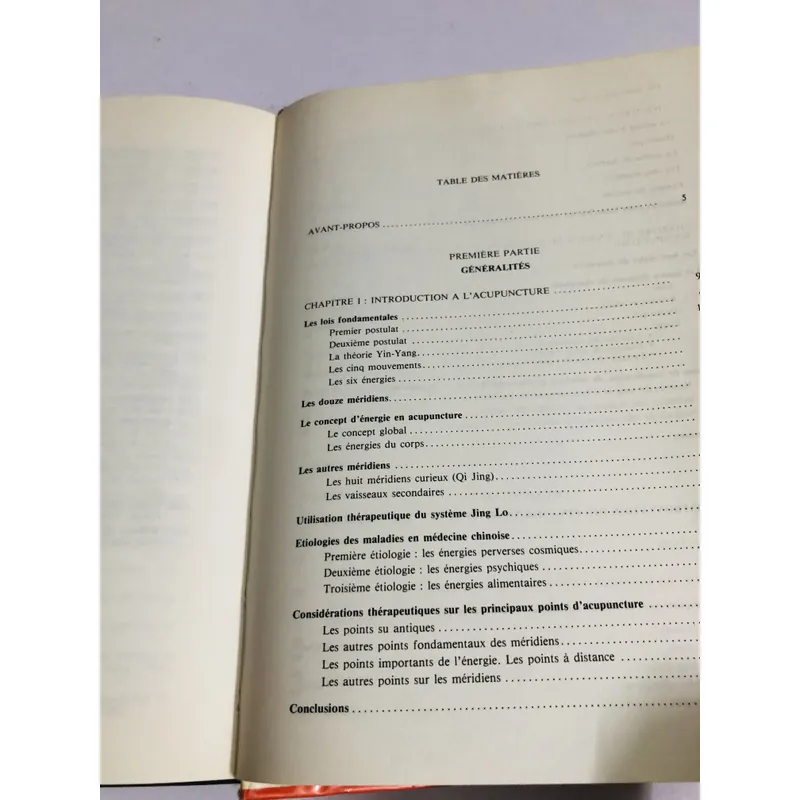 TABLE DES MATIÈRES
AVANT-PROPOS ........................................ 5
PREMIÈRE PARTIE
GÉNÉRALITÉS
CHAPITRE I : INTRODUCTION A L'ACUPUNCTURE ................ 9
Les lois fondamentales ........................................
Premier postulat ........................................
Deuxième postulat ........................................
La théorie Yin-Yang ........................................
Les cinq mouvements ........................................
Les six énergies ........................................
Les douze méridiens ........................................
Le concept d'énergie en acupuncture ................................
Le concept global ........................................
Les énergies du corps ........................................
Les autres méridiens ........................................
Les huit méridiens curieux (Qi Jing) ................................
Les vaisseaux secondaires ........................................
Utilisation thérapeutique du système Jing Lo ........................
Etiologies des maladies en médecine chinoise ........................
Première étiologie : les énergies perverses cosmiques ................
Deuxième étiologie : les énergies psychiques ........................
Troisième étiologie : les énergies alimentaires ........................
Considérations thérapeutiques sur les principaux points d'acupuncture ........
Les points su antiques ........................................
Les autres points fondamentaux des méridiens ........................
Les points importants de l'énergie. Les points à distance ............
Les autres points sur les méridiens ................................
Conclusions ........................................